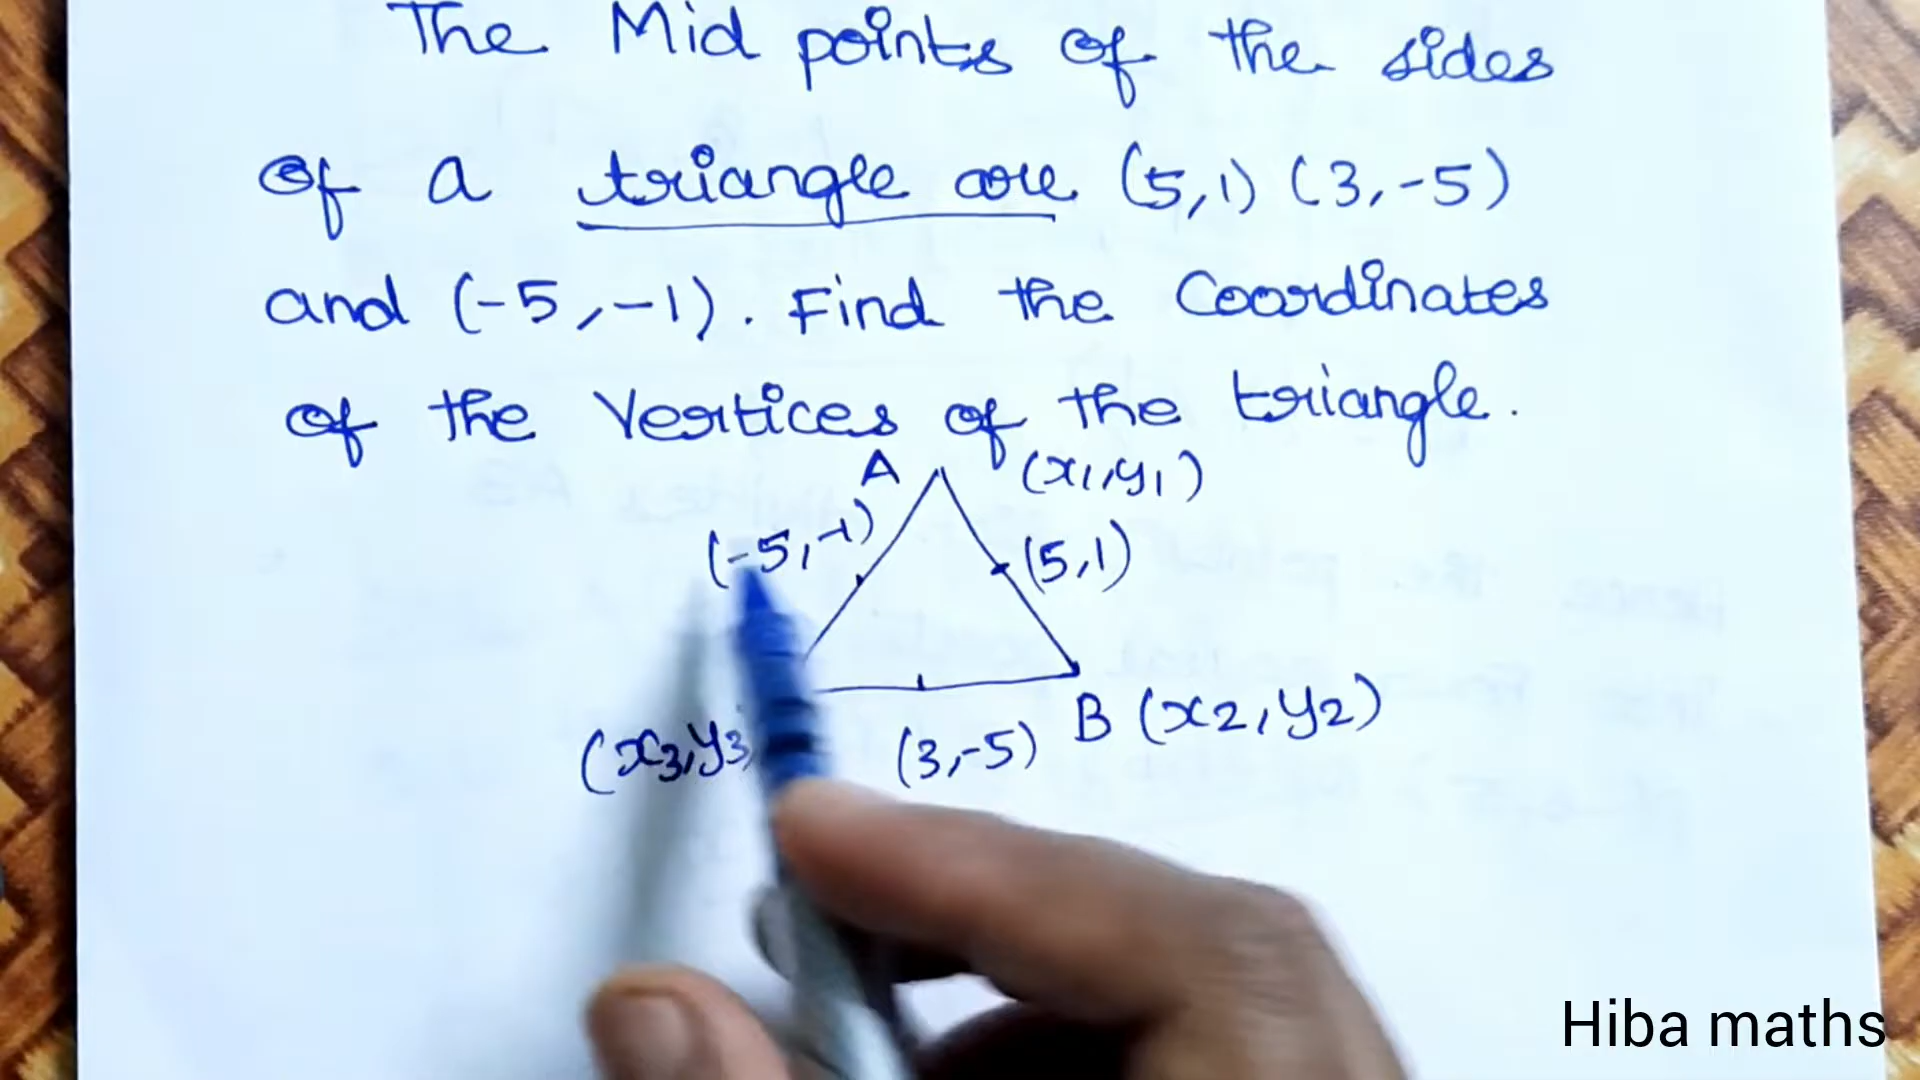 The Mid points of the sides
of a triangle are (5,1) (3,-5)
and (-5,-1). Find the Coordinates
of the Vertices of the triangle.
A (x1,y1)
(-5,-1) (5,1)
B (x2,y2)
(x3,y3) (3,-5)
Hiba maths